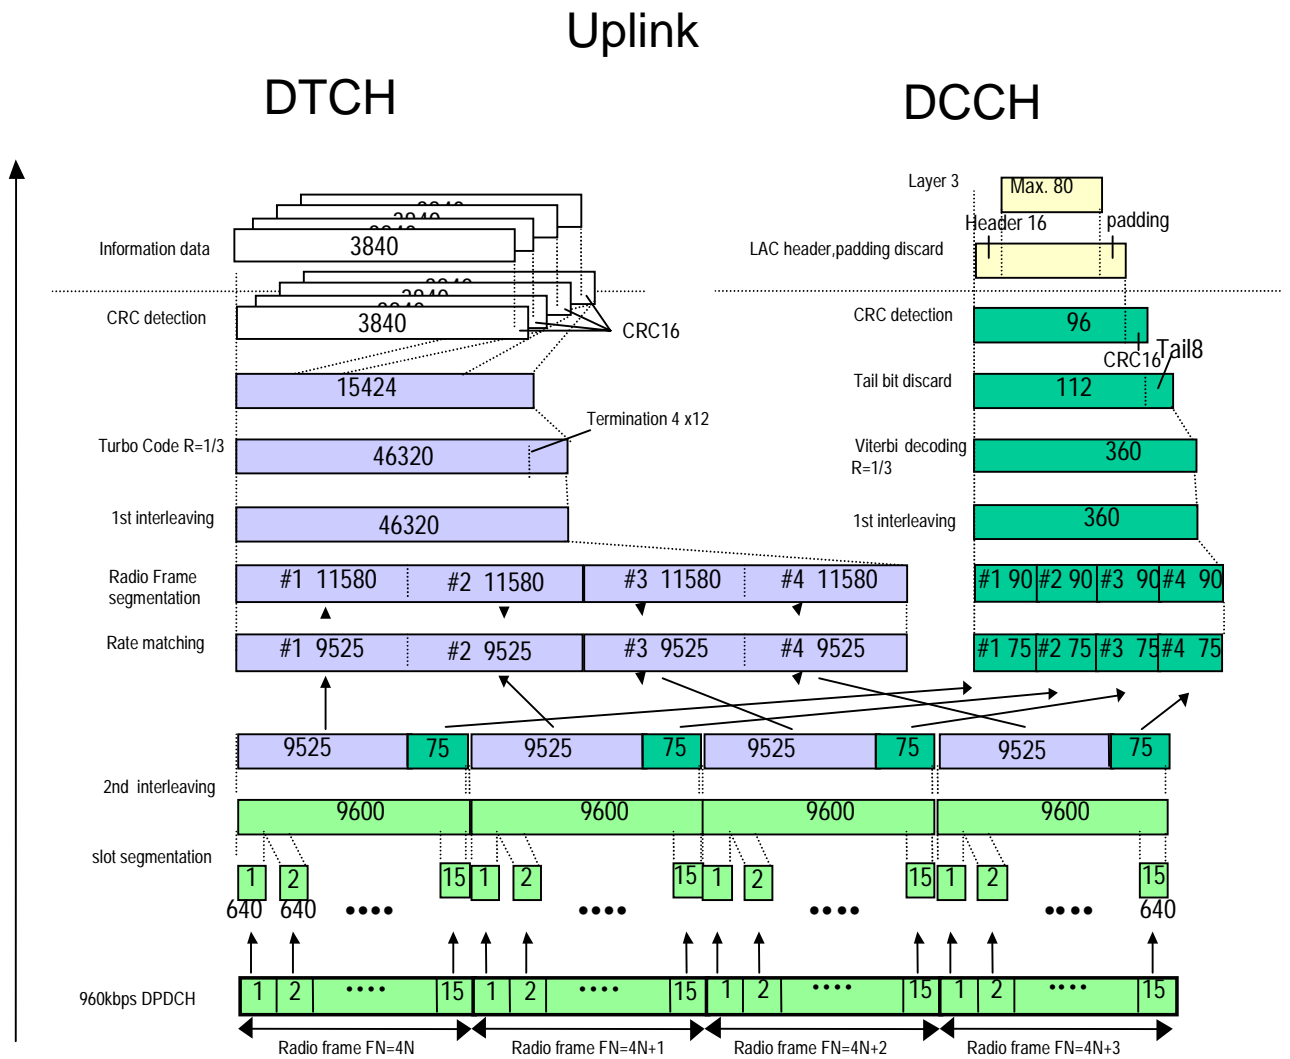 Uplink
DTCH
DCCH
Layer 3
Max. 80
Header 16
padding
Information data
3840
LAC header,padding discard
CRC detection
3840
CRC16
CRC detection
96
CRC16
Tail8
15424
Tail bit discard
112
Termination 4 x12
Turbo Code R=1/3
46320
Viterbi decoding
R=1/3
360
1st interleaving
46320
1st interleaving
360
Radio Frame
segmentation
#1 11580
#2 11580
#3 11580
#4 11580
#1 90
#2 90
#3 90
#4 90
Rate matching
#1 9525
#2 9525
#3 9525
#4 9525
#1 75
#2 75
#3 75
#4 75
9525
75
9525
75
9525
75
9525
75
2nd interleaving
9600
9600
9600
9600
slot segmentation
1
2
15
1
2
15
1
2
15
1
2
15
640
640
••••
••••
••••
••••
640
960kbps DPDCH
1
2
••••
15
1
2
••••
15
1
2
••••
15
1
2
••••
15
Radio frame FN=4N
Radio frame FN=4N+1
Radio frame FN=4N+2
Radio frame FN=4N+3